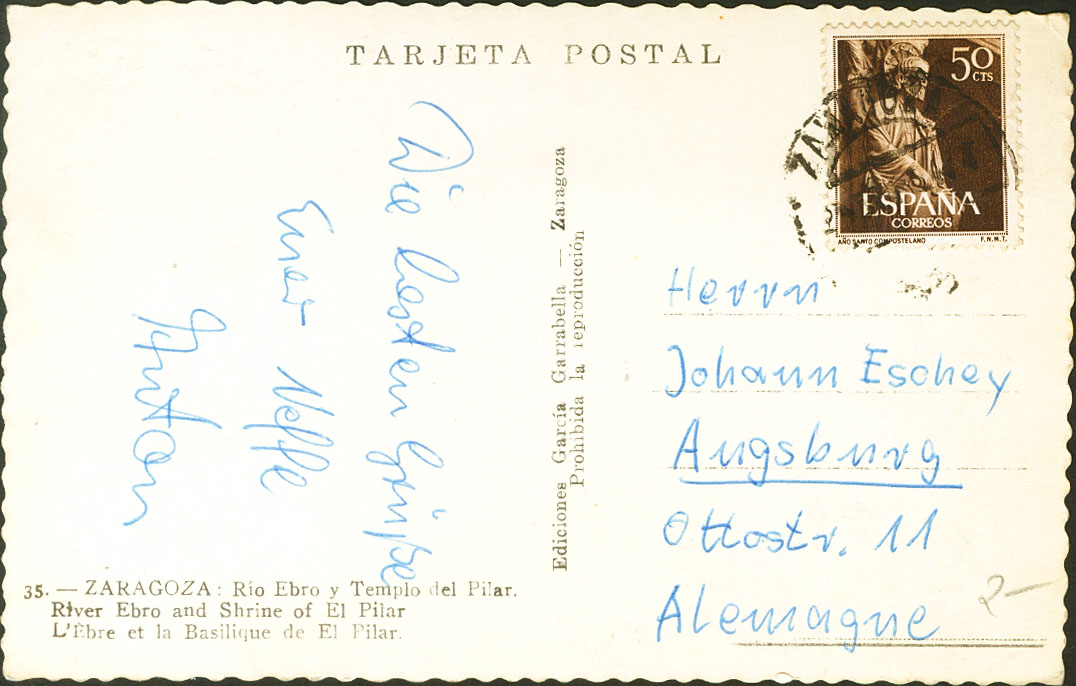 TARJETA POSTAL
50
CTS
ESPAÑA
CORREOS
AÑO SANTO COMPOSTELANO
F.N.M.T.
Die besten Grüße
Euer Neffe
Ediciones García Garrabella — Zaragoza
Prohibida la reproducción
Herrn
Johann Eschey
Augsburg
Ottostr. 11
Alemagne
2-
35. — ZARAGOZA: Río Ebro y Templo del Pilar.
River Ebro and Shrine of El Pilar
L'Ebre et la Basilique de El Pilar.